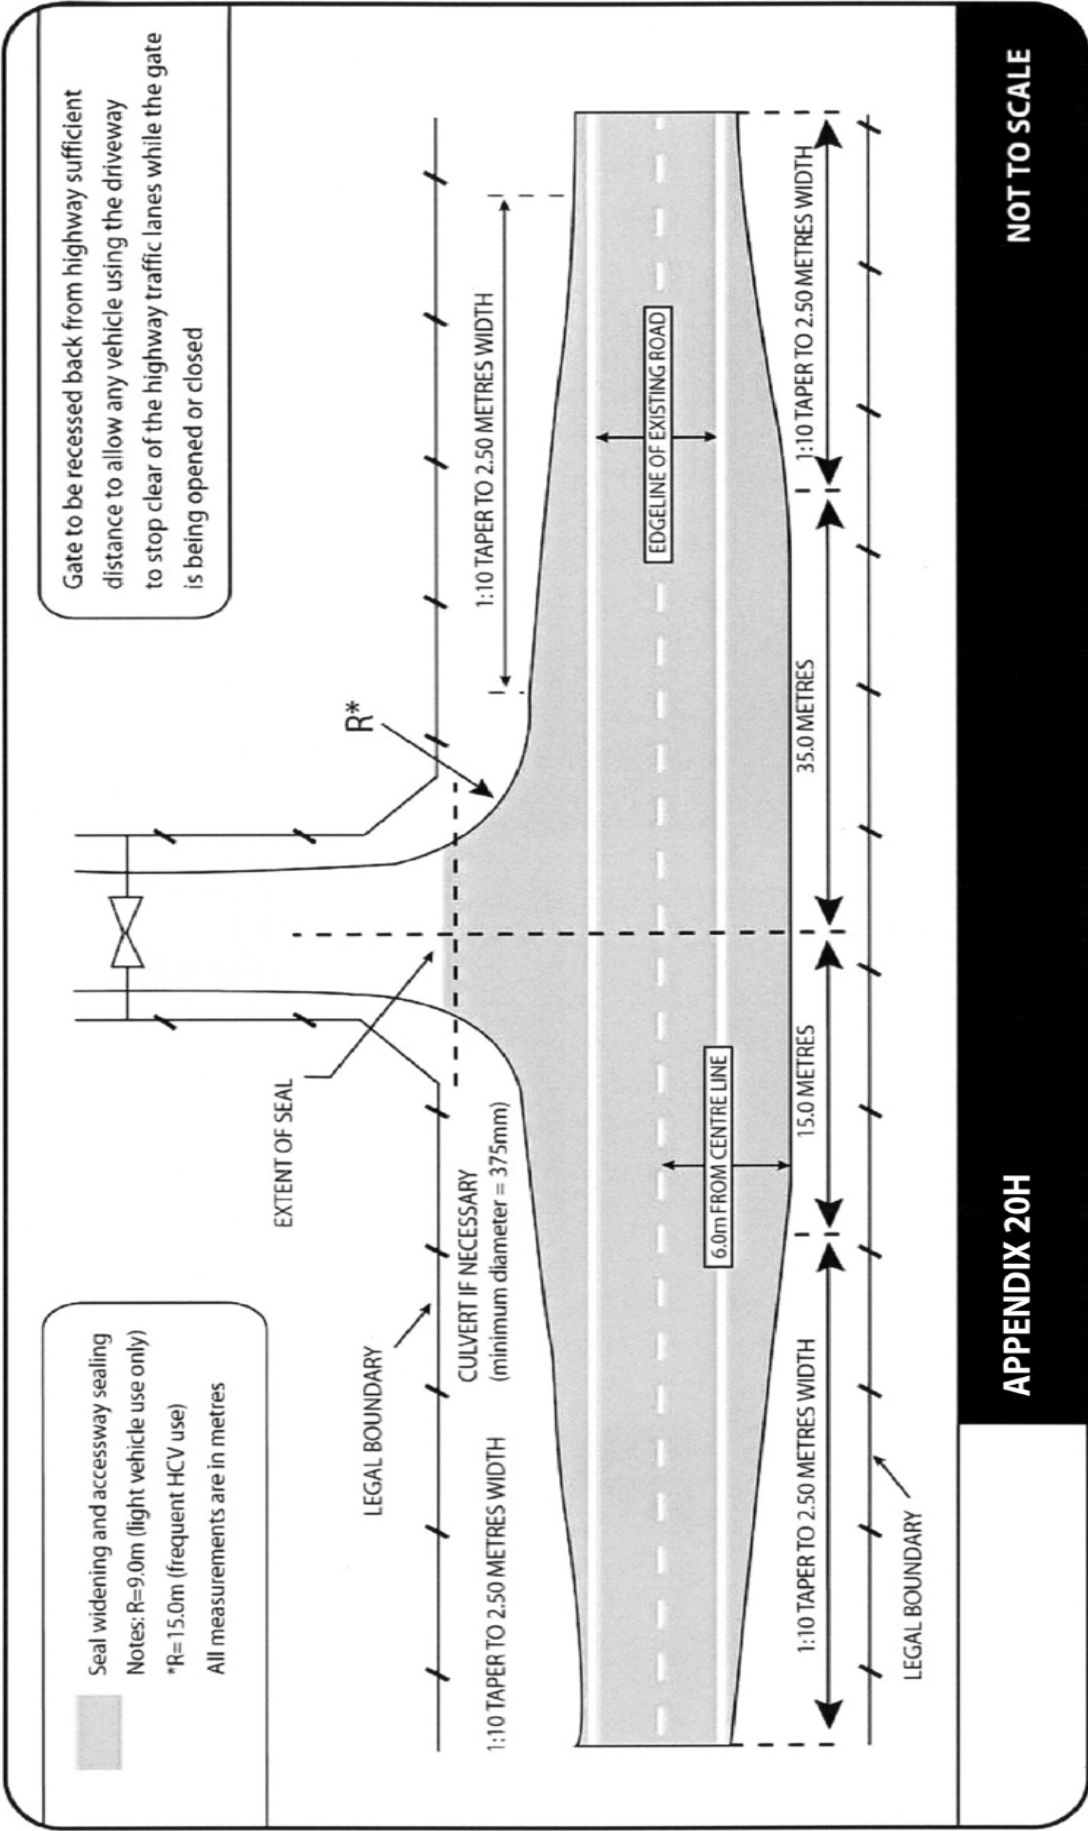 Seal widening and accessway sealing
Notes: R=9.0m (light vehicle use only)
*R=15.0m (frequent HCV use)
All measurements are in metres
Gate to be recessed back from highway sufficient
distance to allow any vehicle using the driveway
to stop clear of the highway traffic lanes while the gate
is being opened or closed
EXTENT OF SEAL
R*
LEGAL BOUNDARY
CULVERT IF NECESSARY
(minimum diameter = 375mm)
1:10 TAPER TO 2.50 METRES WIDTH
1:10 TAPER TO 2.50 METRES WIDTH
EDGELINE OF EXISTING ROAD
6.0m FROM CENTRE LINE
1:10 TAPER TO 2.50 METRES WIDTH
15.0 METRES
35.0 METRES
1:10 TAPER TO 2.50 METRES WIDTH
LEGAL BOUNDARY
APPENDIX 20H
NOT TO SCALE